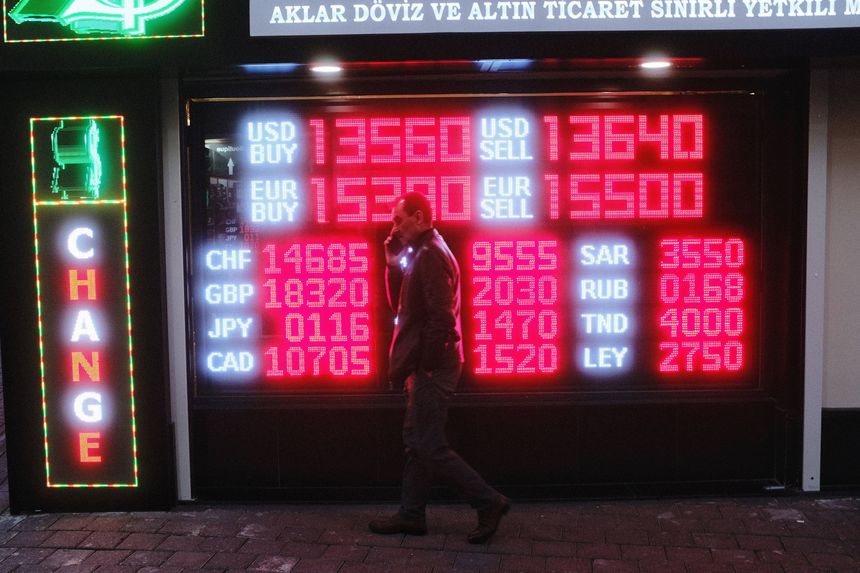 AKLAR DÖVİZ VE ALTIN TİCARET SINIRLI YETKİLİ M
USD BUY 13560 USD SELL 13640
EUR BUY 15300 EUR SELL 15500
CHF 14685 9555 SAR 3550
GBP 18320 2030 RUB 0168
JPY 0116 1470 TND 4000
CAD 10705 1520 LEY 2750
CHANGE